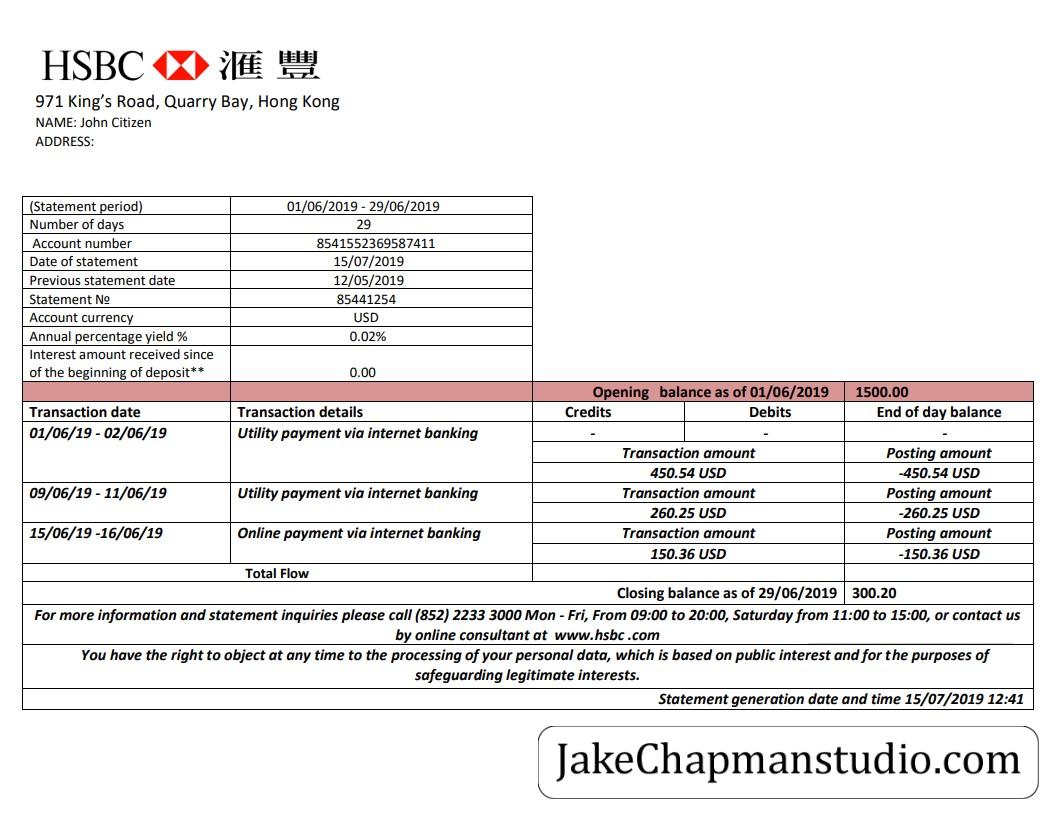 HSBC 滙 豐
971 King's Road, Quarry Bay, Hong Kong
NAME: John Citizen
ADDRESS:
(Statement period) 01/06/2019 - 29/06/2019
Number of days 29
Account number 8541552369587411
Date of statement 15/07/2019
Previous statement date 12/05/2019
Statement № 85441254
Account currency USD
Annual percentage yield % 0.02%
Interest amount received since
of the beginning of deposit** 0.00
Opening balance as of 01/06/2019 1500.00
Transaction date Transaction details Credits Debits End of day balance
01/06/19 - 02/06/19 Utility payment via internet banking - - -
Transaction amount Posting amount
450.54 USD -450.54 USD
09/06/19 - 11/06/19 Utility payment via internet banking Transaction amount Posting amount
260.25 USD -260.25 USD
15/06/19 -16/06/19 Online payment via internet banking Transaction amount Posting amount
150.36 USD -150.36 USD
Total Flow
Closing balance as of 29/06/2019 300.20
For more information and statement inquiries please call (852) 2233 3000 Mon - Fri, From 09:00 to 20:00, Saturday from 11:00 to 15:00, or contact us
by online consultant at www.hsbc .com
You have the right to object at any time to the processing of your personal data, which is based on public interest and for the purposes of
safeguarding legitimate interests.
Statement generation date and time 15/07/2019 12:41
JakeChapmanstudio.com